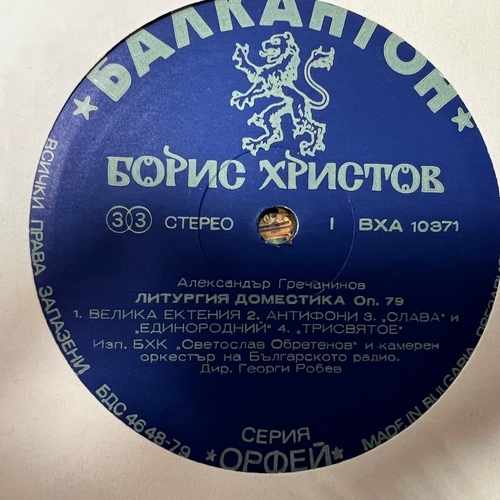 ★ БАЛКАНТОН ★
БОРИС ХРИСТОВ
33 СТЕРЕО I ВХА 10371
Александър Гречанинов
ЛИТУРГИЯ ДОМЕСТИКА Оп. 79
1. ВЕЛИКА ЕКТЕНИЯ 2. АНТИФОНИ 3. „СЛАВА" и
„ЕДИНОРОДНИЙ" 4. „ТРИСВЯТОЕ"
Изп. БХК „Светослав Обретенов" и камерен
оркестър на Българското радио.
Дир. Георги Робев
СЕРИЯ
★ОРФЕЙ★
ВСИЧКИ ПРАВА ЗАПАЗЕНИ
БДС 4648-79
MADE IN BULGARIA